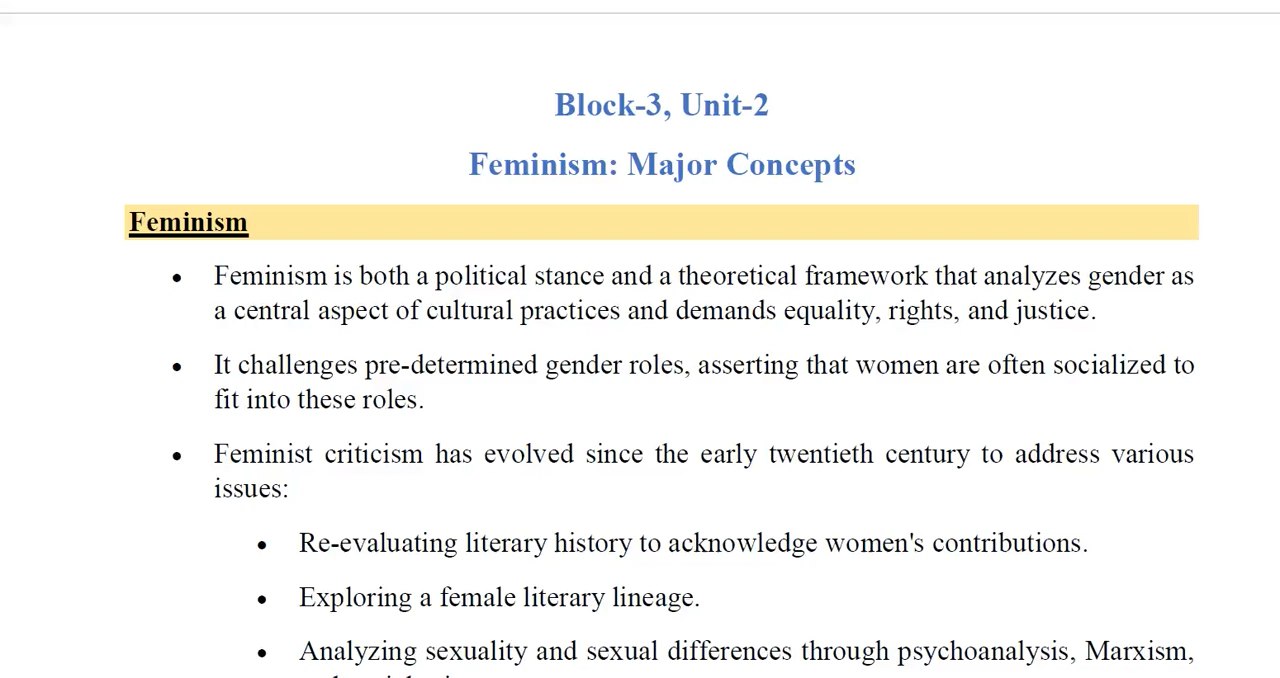 Block-3, Unit-2
Feminism: Major Concepts
Feminism
• Feminism is both a political stance and a theoretical framework that analyzes gender as
a central aspect of cultural practices and demands equality, rights, and justice.
• It challenges pre-determined gender roles, asserting that women are often socialized to
fit into these roles.
• Feminist criticism has evolved since the early twentieth century to address various
issues:
• Re-evaluating literary history to acknowledge women's contributions.
• Exploring a female literary lineage.
• Analyzing sexuality and sexual differences through psychoanalysis, Marxism,